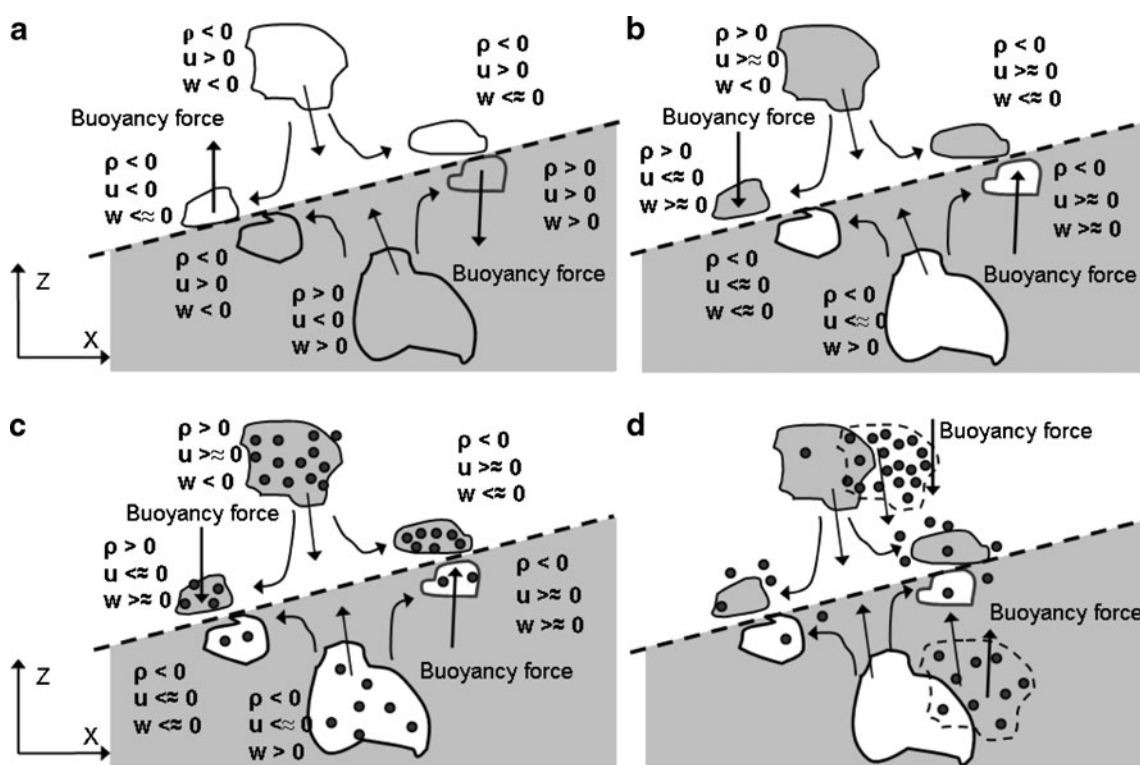 a
ρ < 0
u > 0
w < 0
ρ < 0
u > 0
w <≈ 0
Buoyancy force
ρ < 0
u < 0
w <≈ 0
ρ > 0
u > 0
w > 0
Buoyancy force
ρ < 0
u > 0
w < 0
ρ > 0
u < 0
w > 0
Z
X
b
ρ > 0
u >≈ 0
w < 0
ρ < 0
u >≈ 0
w <≈ 0
Buoyancy force
ρ > 0
u <≈ 0
w >≈ 0
ρ < 0
u >≈ 0
w >≈ 0
Buoyancy force
ρ < 0
u <≈ 0
w <≈ 0
ρ < 0
u <≈ 0
w > 0
c
ρ > 0
u >≈ 0
w < 0
ρ < 0
u >≈ 0
w <≈ 0
Buoyancy force
ρ > 0
u <≈ 0
w >≈ 0
ρ < 0
u >≈ 0
w >≈ 0
Buoyancy force
ρ < 0
u <≈ 0
w <≈ 0
ρ < 0
u <≈ 0
w > 0
Z
X
d
Buoyancy force
Buoyancy force